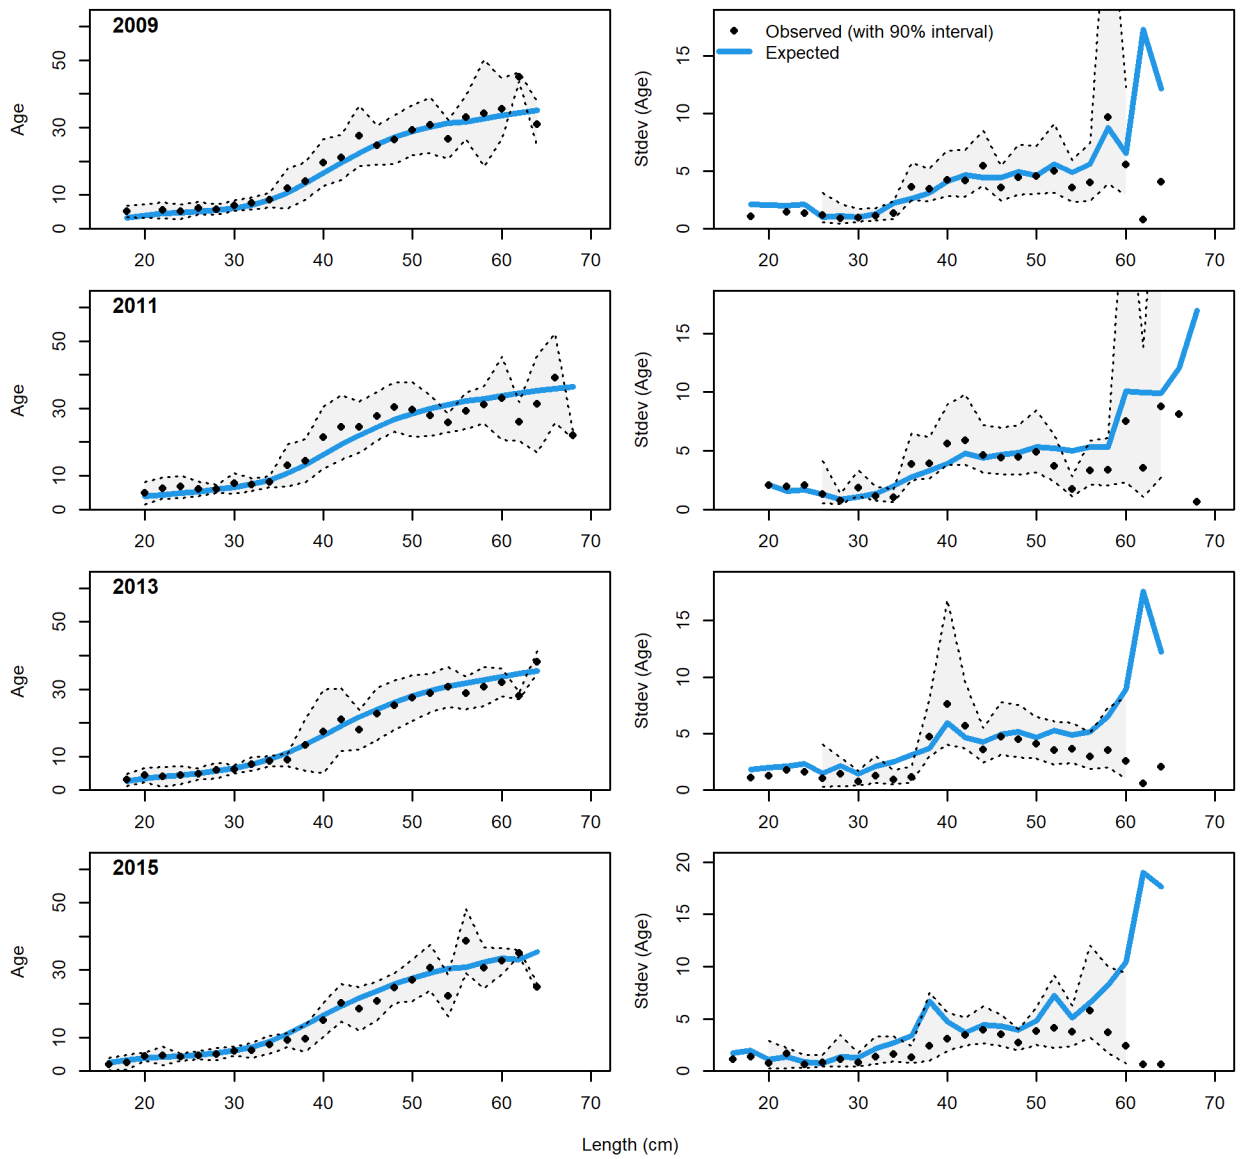 2009
Age
0 10 30 50
20 30 40 50 60 70
Observed (with 90% interval)
Expected
Stdev (Age)
0 5 10 15
20 30 40 50 60 70
2011
Age
0 10 30 50
20 30 40 50 60 70
Stdev (Age)
0 5 10 15
20 30 40 50 60 70
2013
Age
0 10 30 50
20 30 40 50 60 70
Stdev (Age)
0 5 10 15
20 30 40 50 60 70
2015
Age
0 10 30 50
20 30 40 50 60 70
Stdev (Age)
0 5 10 15 20
20 30 40 50 60 70
Length (cm)